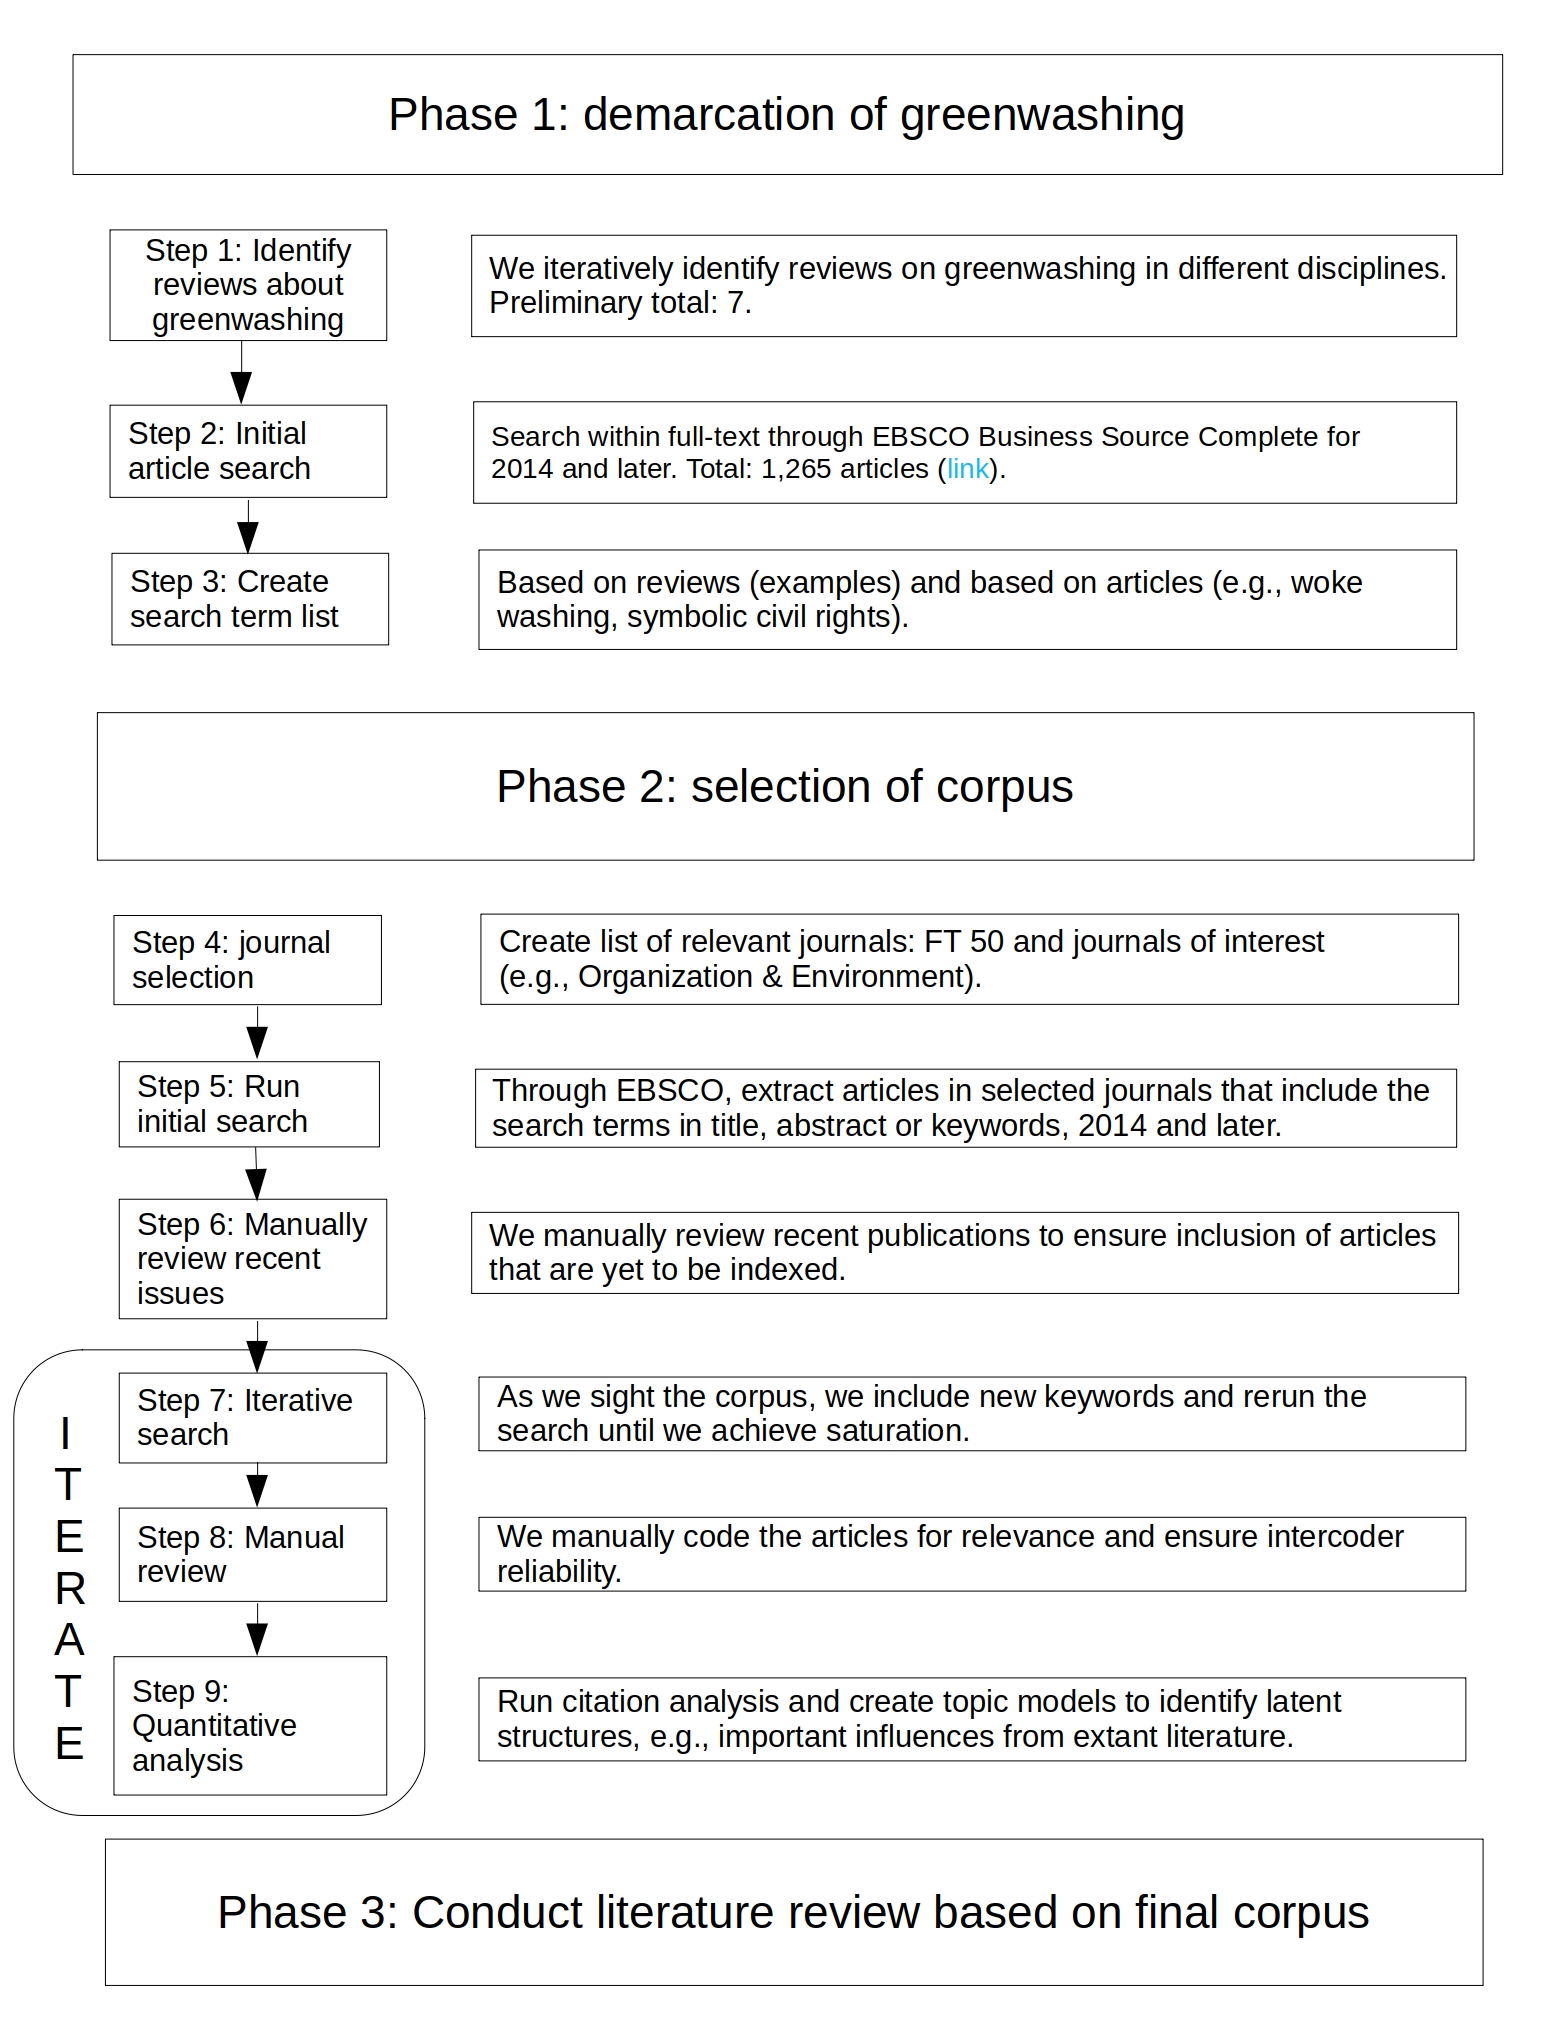 Phase 1: demarcation of greenwashing
Step 1: Identify
reviews about
greenwashing
We iteratively identify reviews on greenwashing in different disciplines.
Preliminary total: 7.
Step 2: Initial
article search
Search within full-text through EBSCO Business Source Complete for
2014 and later. Total: 1,265 articles (link).
Step 3: Create
search term list
Based on reviews (examples) and based on articles (e.g., woke
washing, symbolic civil rights).
Phase 2: selection of corpus
Step 4: journal
selection
Create list of relevant journals: FT 50 and journals of interest
(e.g., Organization & Environment).
Step 5: Run
initial search
Through EBSCO, extract articles in selected journals that include the
search terms in title, abstract or keywords, 2014 and later.
Step 6: Manually
review recent
issues
We manually review recent publications to ensure inclusion of articles
that are yet to be indexed.
I
T
E
R
A
T
E
Step 7: Iterative
search
As we sight the corpus, we include new keywords and rerun the
search until we achieve saturation.
Step 8: Manual
review
We manually code the articles for relevance and ensure intercoder
reliability.
Step 9:
Quantitative
analysis
Run citation analysis and create topic models to identify latent
structures, e.g., important influences from extant literature.
Phase 3: Conduct literature review based on final corpus